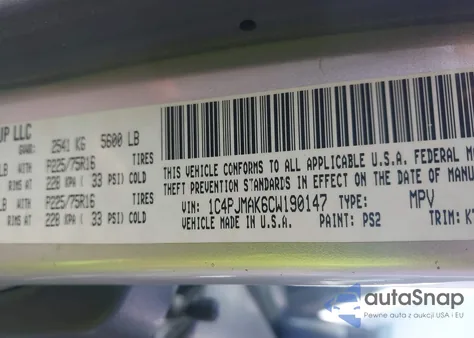 UP LLC
GVWR: 2541 KG 5600 LB
LB WITH P225/75R16 TIRES
RIMS AT 228 KPA ( 33 PSI) COLD
LB WITH P225/75R16 TIRES
RIMS AT 228 KPA ( 33 PSI) COLD
THIS VEHICLE CONFORMS TO ALL APPLICABLE U.S.A. FEDERAL MO
THEFT PREVENTION STANDARDS IN EFFECT ON THE DATE OF MANU
VIN: 1C4PJMAK6CW190147 TYPE: MPV
VEHICLE MADE IN U.S.A. PAINT: PS2 TRIM: K
autoSnap
Pewne auta z aukcji USA i EU